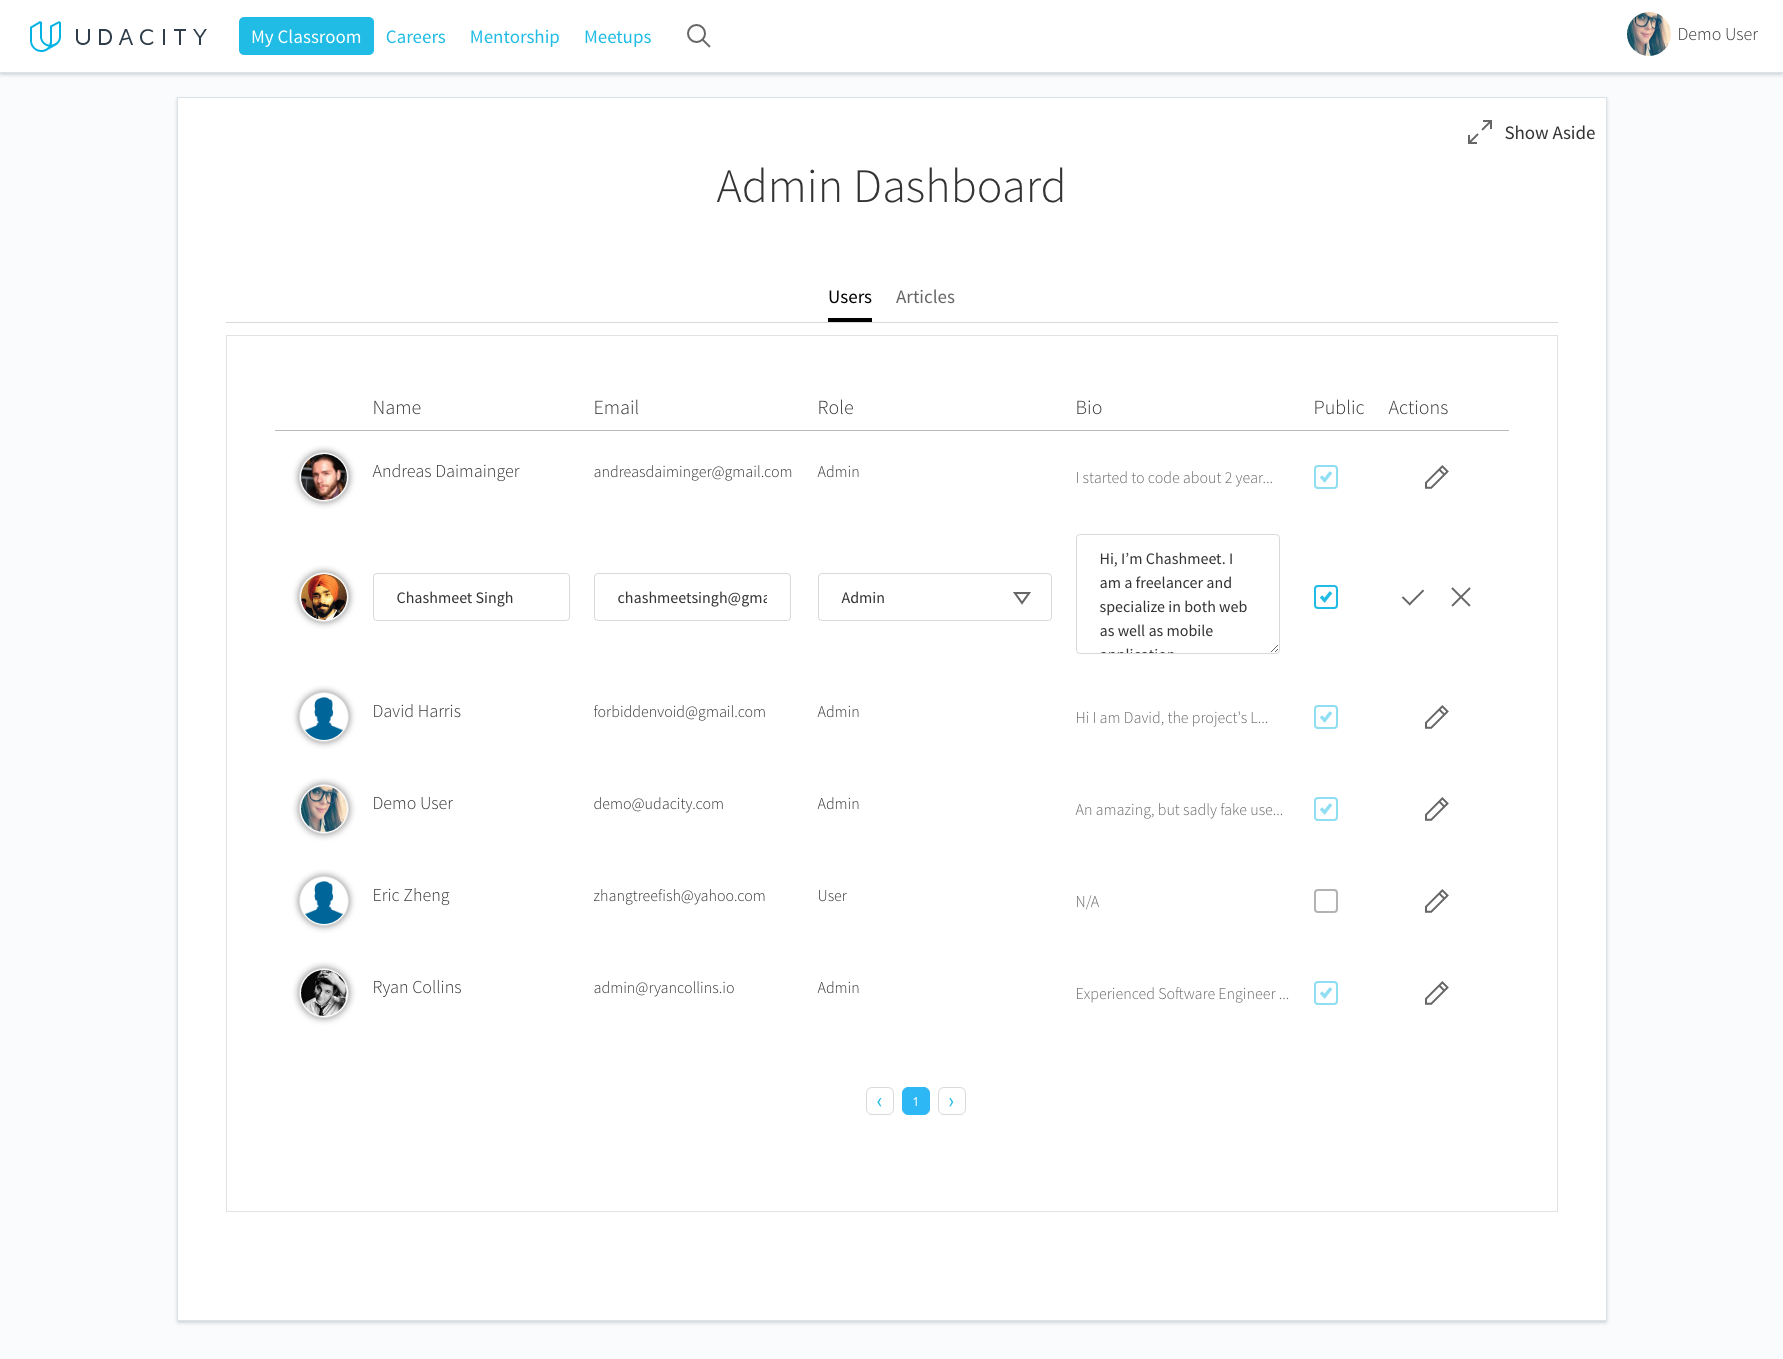 UDACITY My Classroom Careers Mentorship Meetups Demo User
Show Aside
Admin Dashboard
Users Articles
Name Email Role Bio Public Actions
Andreas Daimainger andreasdaiminger@gmail.com Admin I started to code about 2 year...
Chashmeet Singh chashmeetsingh@gma Admin
Hi, I'm Chashmeet. I
am a freelancer and
specialize in both web
as well as mobile
application
David Harris forbiddenvoid@gmail.com Admin Hi I am David, the project's L...
Demo User demo@udacity.com Admin An amazing, but sadly fake use...
Eric Zheng zhangtreefish@yahoo.com User N/A
Ryan Collins admin@ryancollins.io Admin Experienced Software Engineer ...
‹ 1 ›